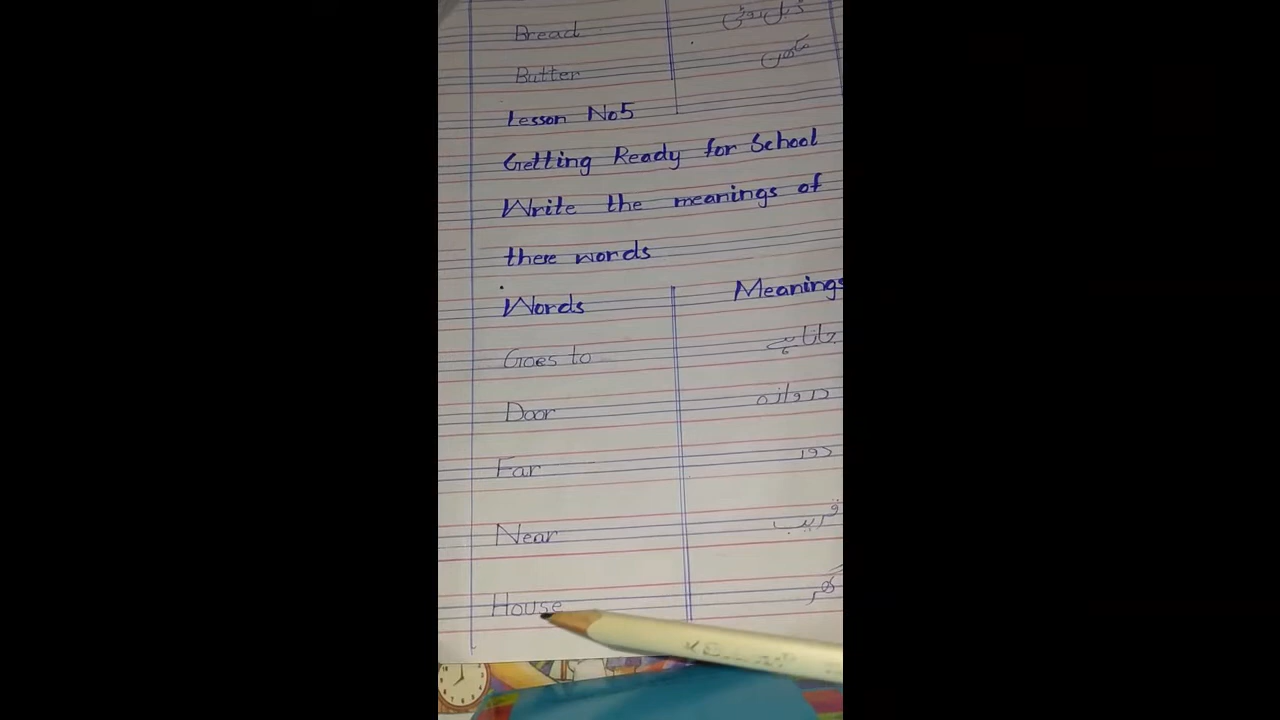 Bread ڈبل روٹی
Butter مکھن
Lesson No5
Getting Ready for School
Write the meanings of
these words
Words Meanings
Goes to جاتا ہے
Door دروازہ
Far دور
Near قریب
House گھر